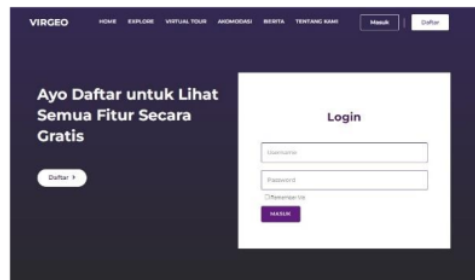 VIRGEO HOME EXPLORE VIRTUAL TOUR AKOMODASI BERITA TENTANG KAMI Masuk Daftar
Ayo Daftar untuk Lihat
Semua Fitur Secara
Gratis
Daftar >
Login
Username
Password
Remember Me
MASUK